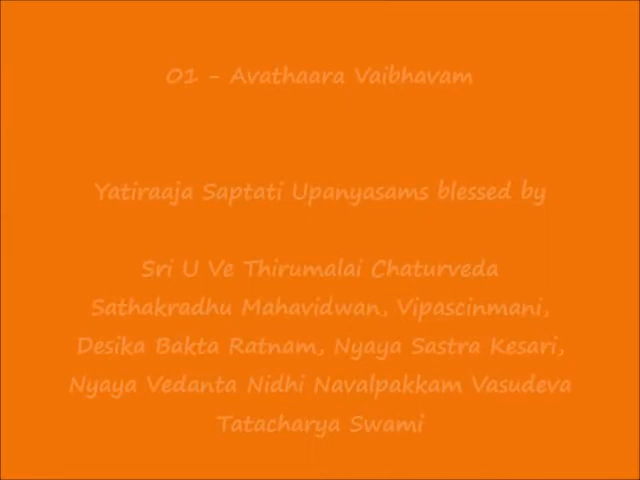 01 - Avathaara Vaibhavam
Yatiraaja Saptati Upanyasams blessed by
Sri U Ve Thirumalai Chaturveda
Sathakradhu Mahavidwan, Vipascinmani,
Desika Bakta Ratnam, Nyaya Sastra Kesari,
Nyaya Vedanta Nidhi Navalpakkam Vasudeva
Tatacharya Swami